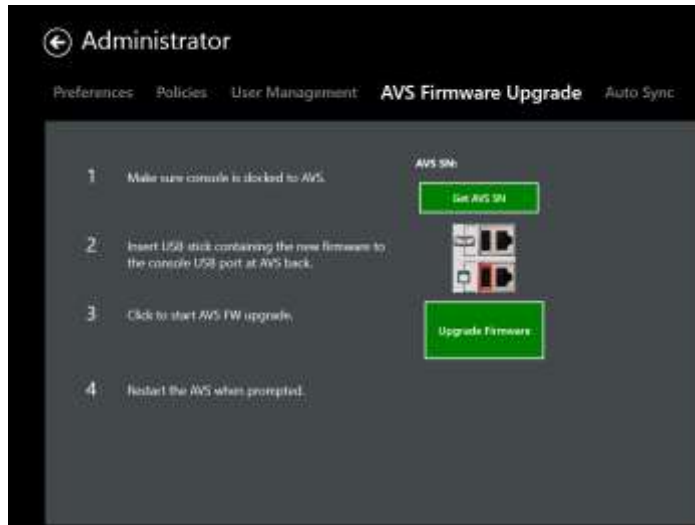 Administrator
Preferences Policies User Management AVS Firmware Upgrade Auto Sync
AVS SN:
1 Make sure console is docked to AVS.
Get AVS SN
2 Insert USB stick containing the new firmware to
the console USB port at AVS back.
3 Click to start AVS FW upgrade.
Upgrade Firmware
4 Restart the AVS when prompted.